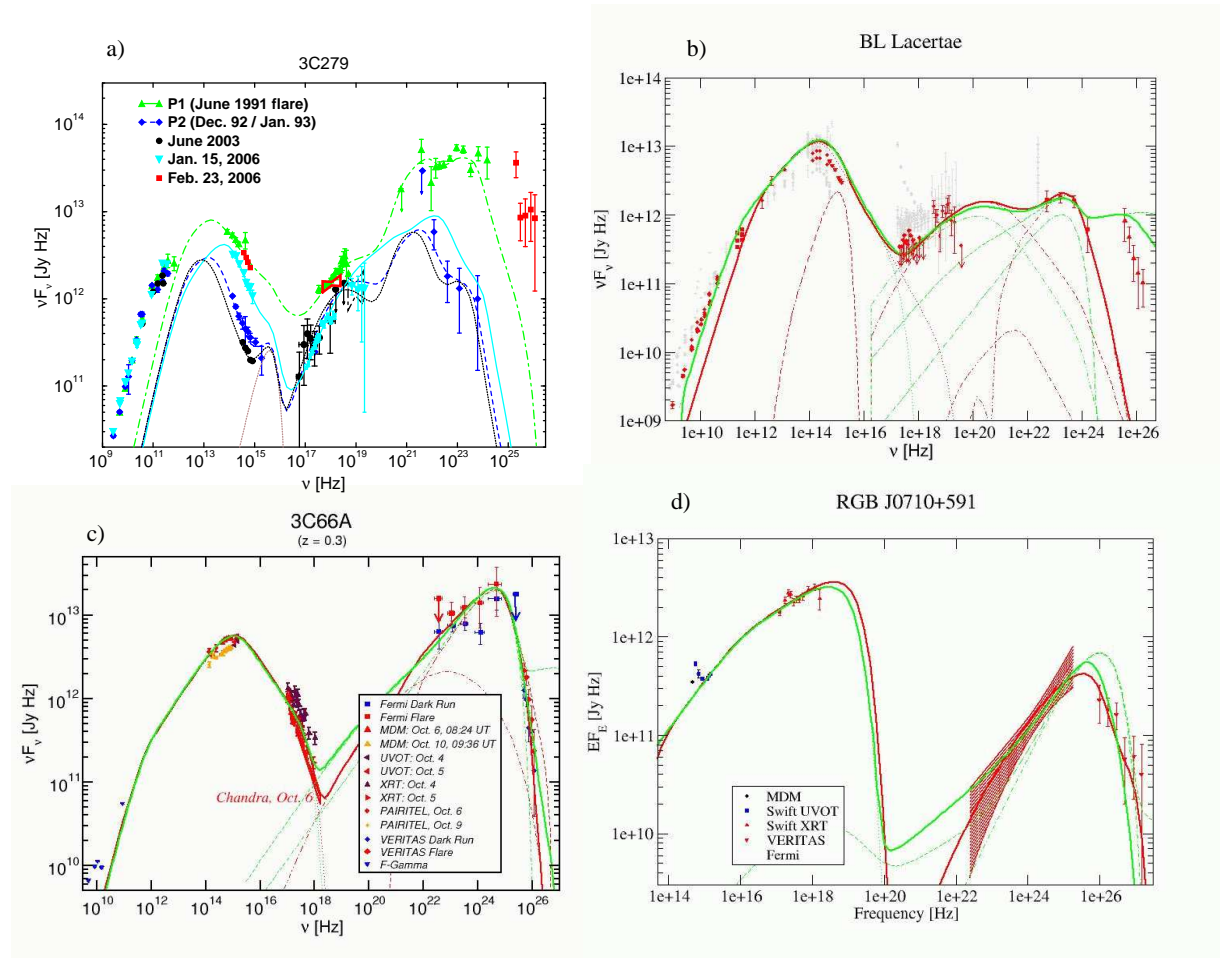 a)
3C279
P1 (June 1991 flare)
P2 (Dec. 92 / Jan. 93)
June 2003
Jan. 15, 2006
Feb. 23, 2006
10^14
10^13
10^12
10^11
νF_ν [Jy Hz]
10^9 10^11 10^13 10^15 10^17 10^19 10^21 10^23 10^25
ν [Hz]
b)
BL Lacertae
1e+14
1e+13
1e+12
1e+11
1e+10
1e+09
νF_ν [Jy Hz]
1e+10 1e+12 1e+14 1e+16 1e+18 1e+20 1e+22 1e+24 1e+26
ν [Hz]
c)
3C66A
(z = 0.3)
10^13
10^12
10^11
10^10
νF_ν [Jy Hz]
Chandra, Oct. 6
Fermi Dark Run
Fermi Flare
MDM: Oct. 6, 08:24 UT
MDM: Oct. 10, 09:36 UT
UVOT: Oct. 4
UVOT: Oct. 5
XRT: Oct. 4
XRT: Oct. 5
PAIRITEL, Oct. 6
PAIRITEL, Oct. 9
VERITAS Dark Run
VERITAS Flare
F-Gamma
10^10 10^12 10^14 10^16 10^18 10^20 10^22 10^24 10^26
ν [Hz]
d)
RGB J0710+591
1e+13
1e+12
1e+11
1e+10
EF_E [Jy Hz]
MDM
Swift UVOT
Swift XRT
VERITAS
Fermi
1e+14 1e+16 1e+18 1e+20 1e+22 1e+24 1e+26
Frequency [Hz]